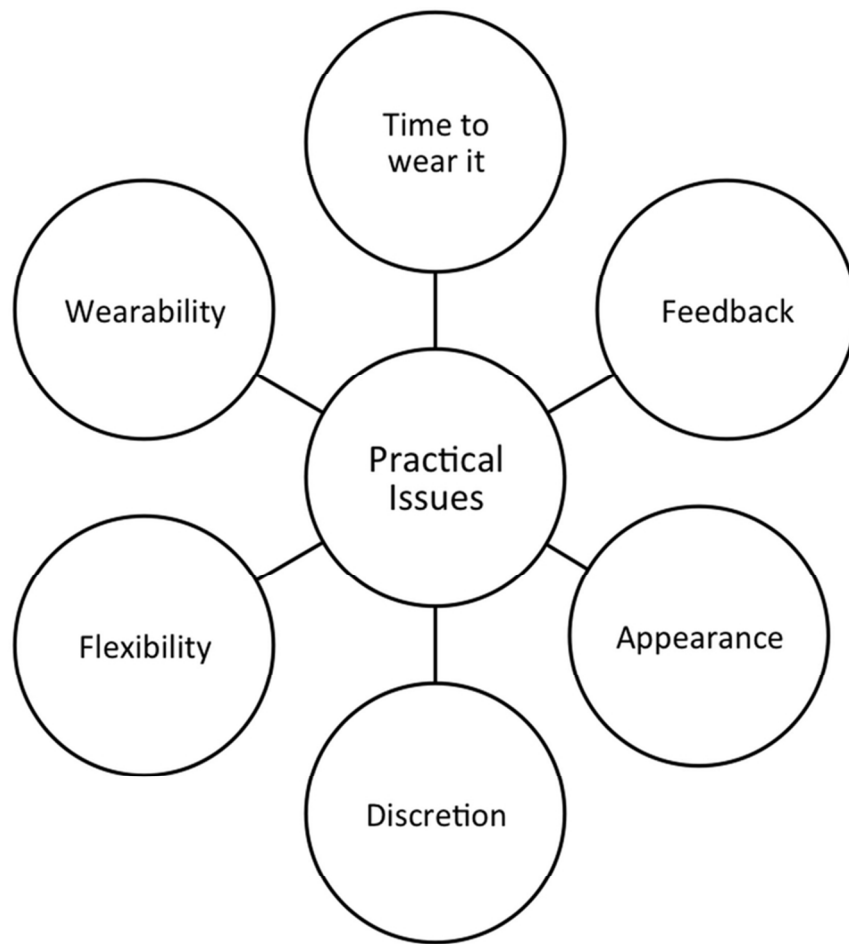 Time to
wear it
Wearability
Feedback
Practical
Issues
Flexibility
Appearance
Discretion